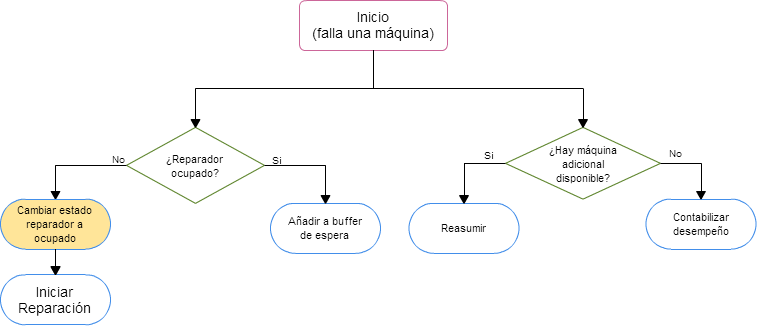 Inicio
(falla una máquina)
¿Reparador
ocupado?
No
Si
¿Hay máquina
adicional
disponible?
Si
No
Cambiar estado
reparador a
ocupado
Añadir a buffer
de espera
Reasumir
Contabilizar
desempeño
Iniciar
Reparación